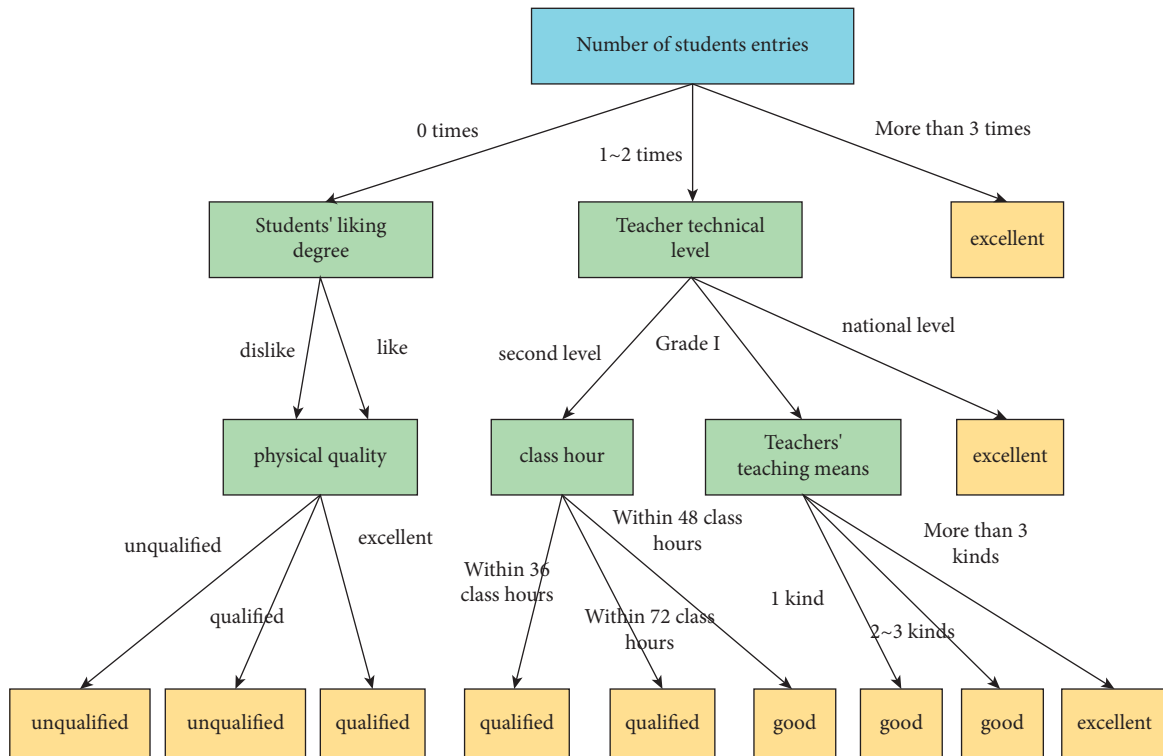 Number of students entries
0 times
1~2 times
More than 3 times
Students' liking
degree
Teacher technical
level
excellent
dislike
like
second level
Grade I
national level
physical quality
class hour
Teachers'
teaching means
excellent
unqualified
qualified
excellent
Within 36
class hours
Within 72 class
hours
Within 48 class
hours
1 kind
2~3 kinds
More than 3
kinds
unqualified
unqualified
qualified
qualified
qualified
good
good
good
excellent